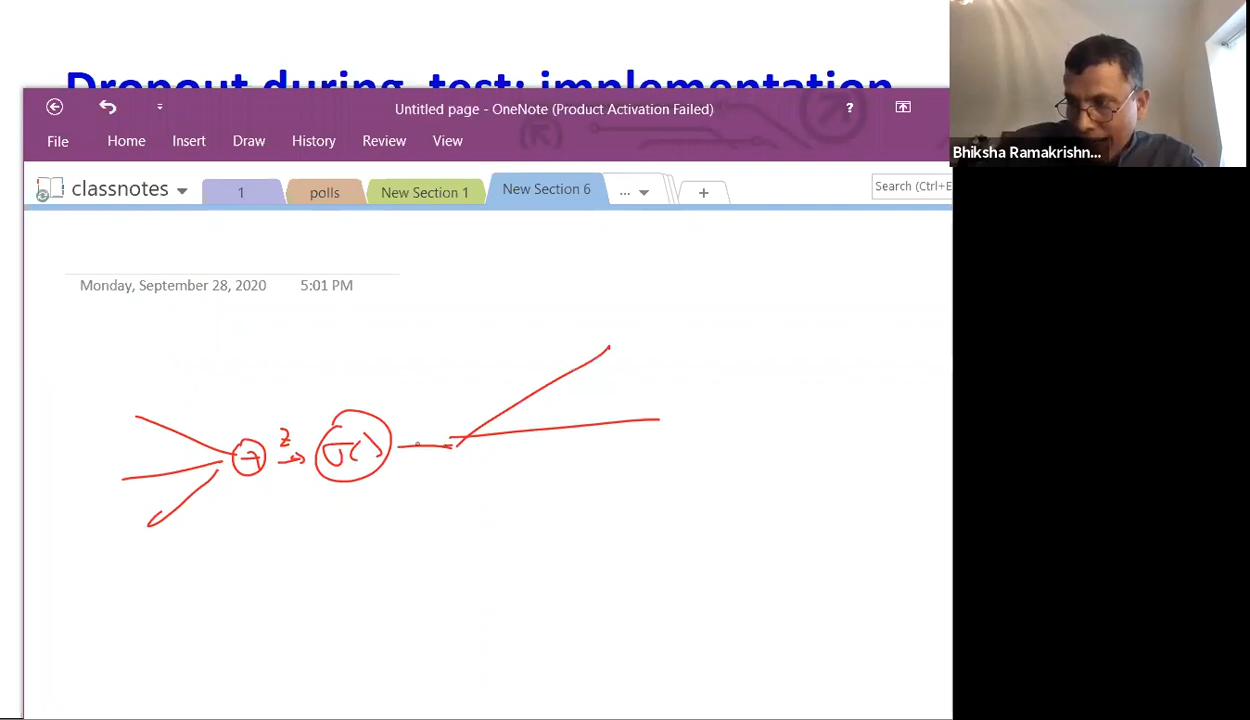 Dropout during test: implementation
Untitled page - OneNote (Product Activation Failed)
?
File Home Insert Draw History Review View
Bhiksha Ramakrishn...
classnotes 1 polls New Section 1 New Section 6 ... +
Search (Ctrl+E
Monday, September 28, 2020 5:01 PM
z
+ → σ( )